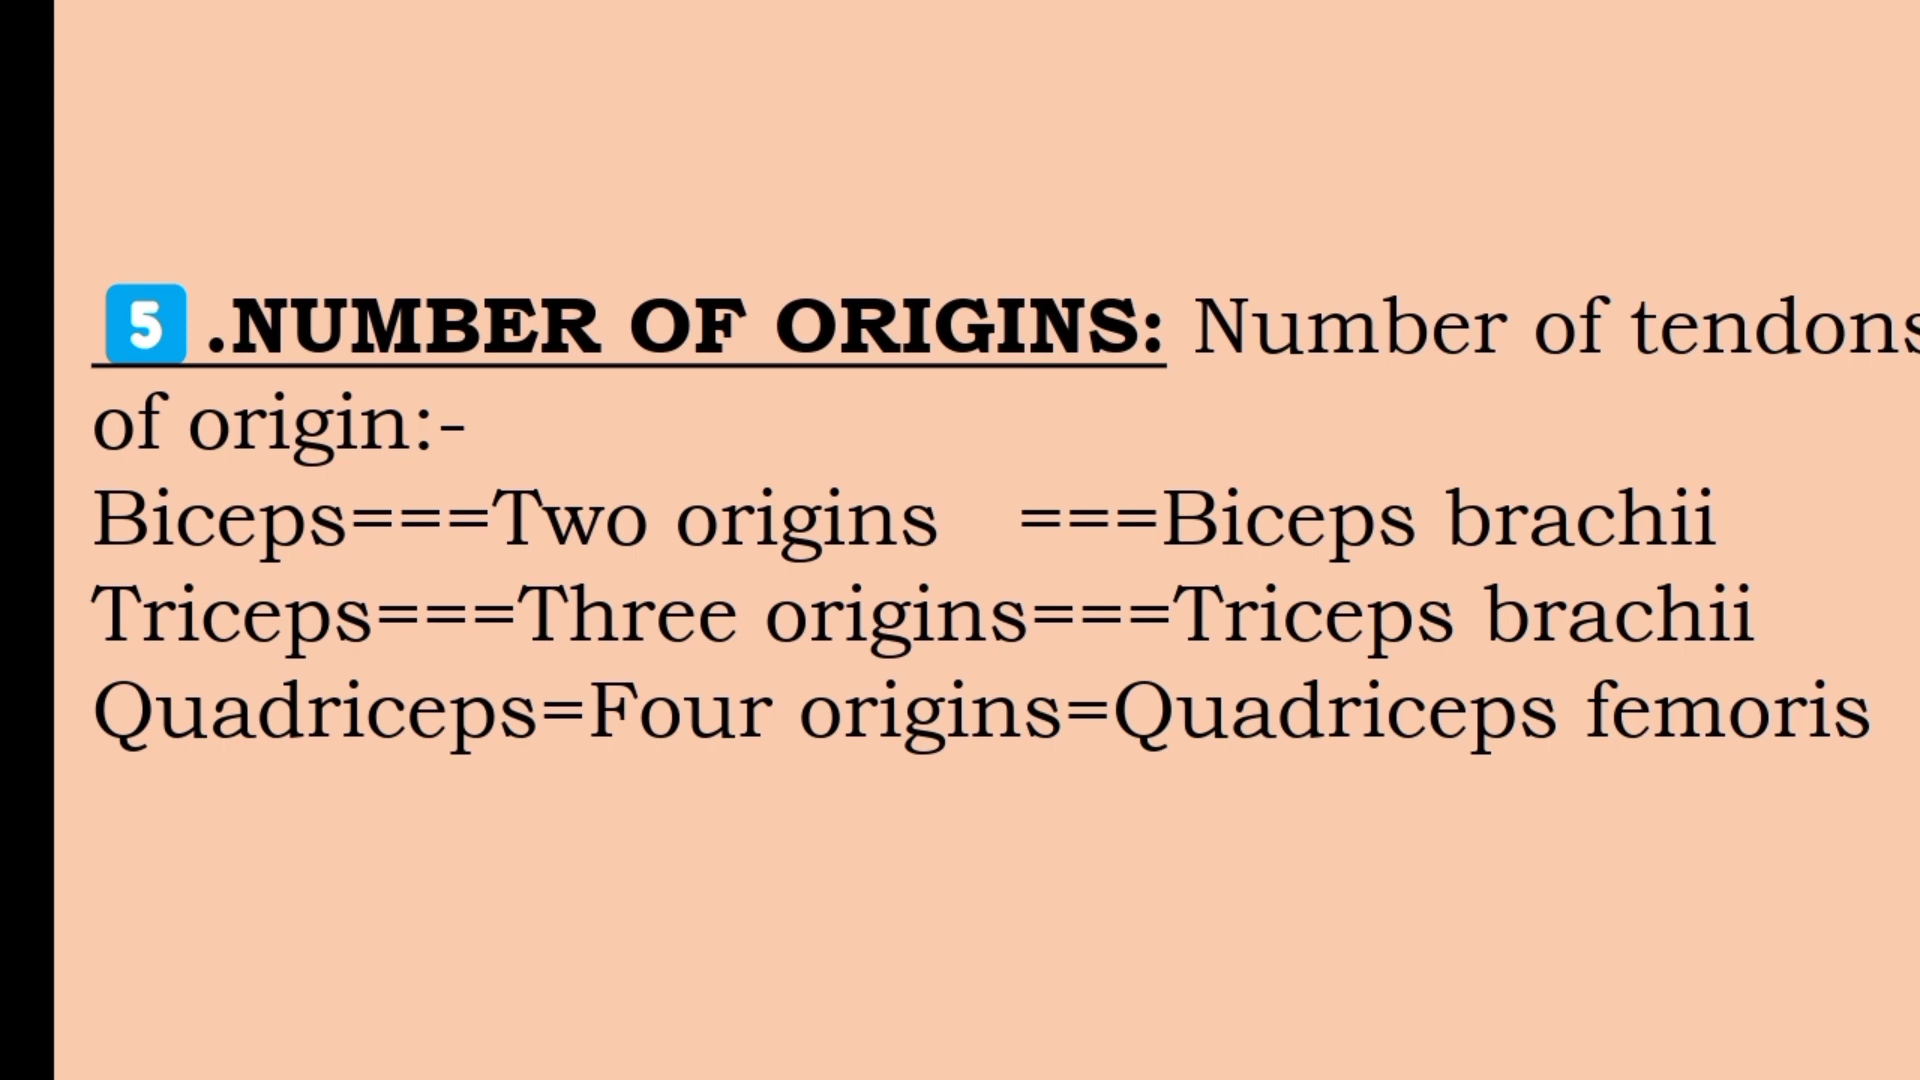 5 .NUMBER OF ORIGINS: Number of tendons
of origin:-
Biceps===Two origins ===Biceps brachii
Triceps===Three origins===Triceps brachii
Quadriceps=Four origins=Quadriceps femoris